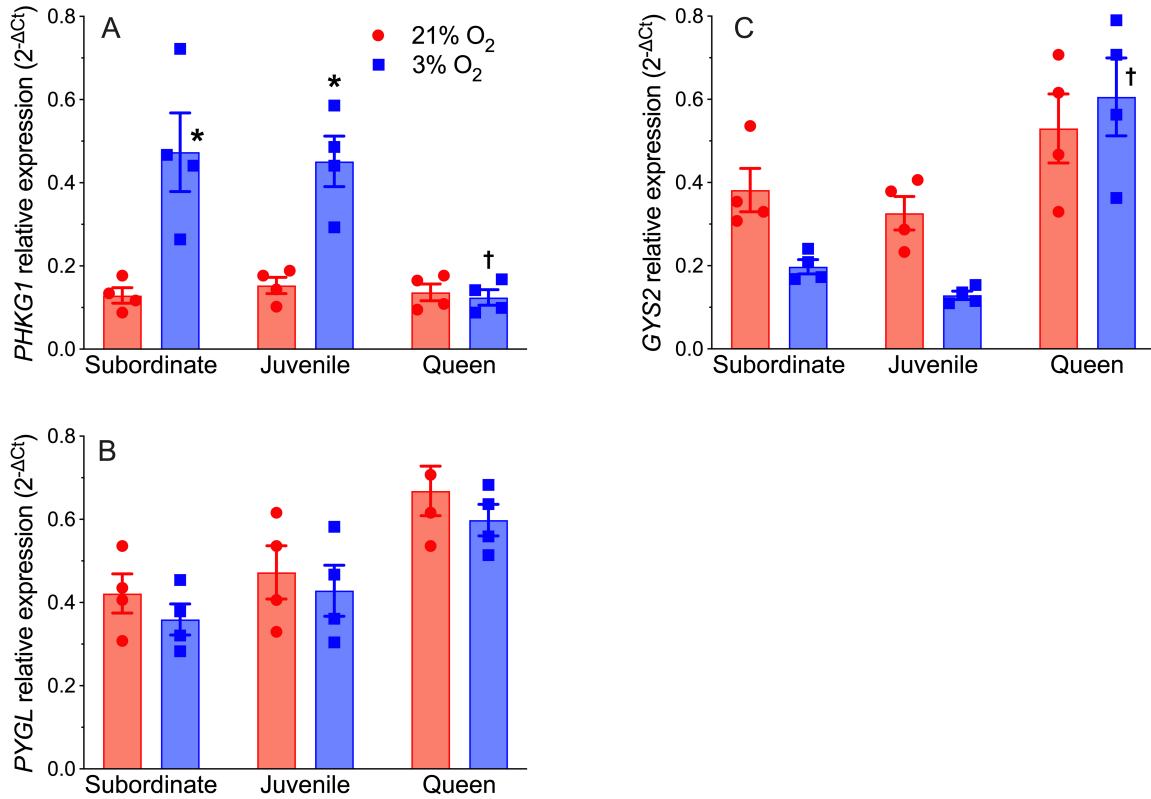 A
21% O2
3% O2
PHKG1 relative expression (2-ΔCt)
0.8
0.6
0.4
0.2
0.0
*
*
†
Subordinate Juvenile Queen
C
GYS2 relative expression (2-ΔCt)
0.8
0.6
0.4
0.2
0.0
†
Subordinate Juvenile Queen
B
PYGL relative expression (2-ΔCt)
0.8
0.6
0.4
0.2
0.0
Subordinate Juvenile Queen